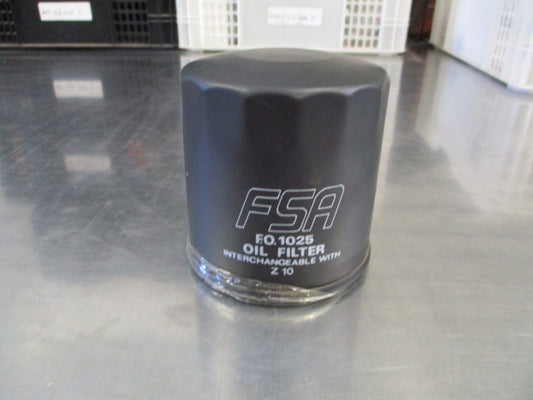 FSA
F.O. 1025
OIL FILTER
INTERCHANGEABLE WITH
Z 10